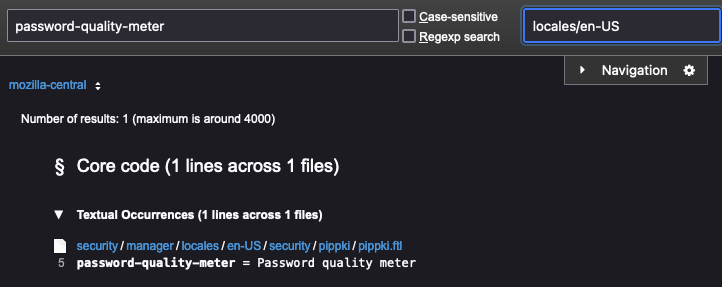 password-quality-meter
Case-sensitive
Regexp search
locales/en-US
Navigation
mozilla-central
Number of results: 1 (maximum is around 4000)
§ Core code (1 lines across 1 files)
▼ Textual Occurrences (1 lines across 1 files)
security/manager/locales/en-US/security/pippki/pippki.ftl
5 password-quality-meter = Password quality meter